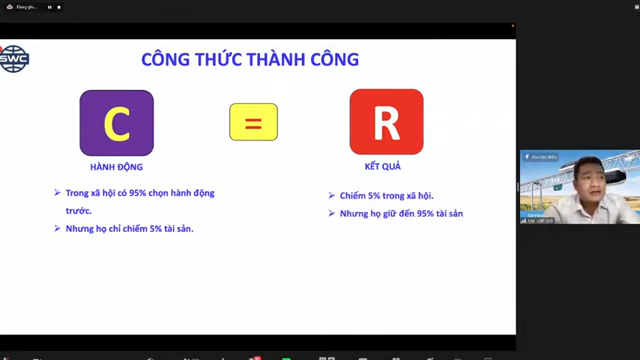 SWC
CÔNG THỨC THÀNH CÔNG
C
=
R
HÀNH ĐỘNG
KẾT QUẢ
➢ Trong xã hội có 95% chọn hành động
trước.
➢ Nhưng họ chỉ chiếm 5% tài sản.
➢ Chiếm 5% trong xã hội.
➢ Nhưng họ giữ đến 95% tài sản